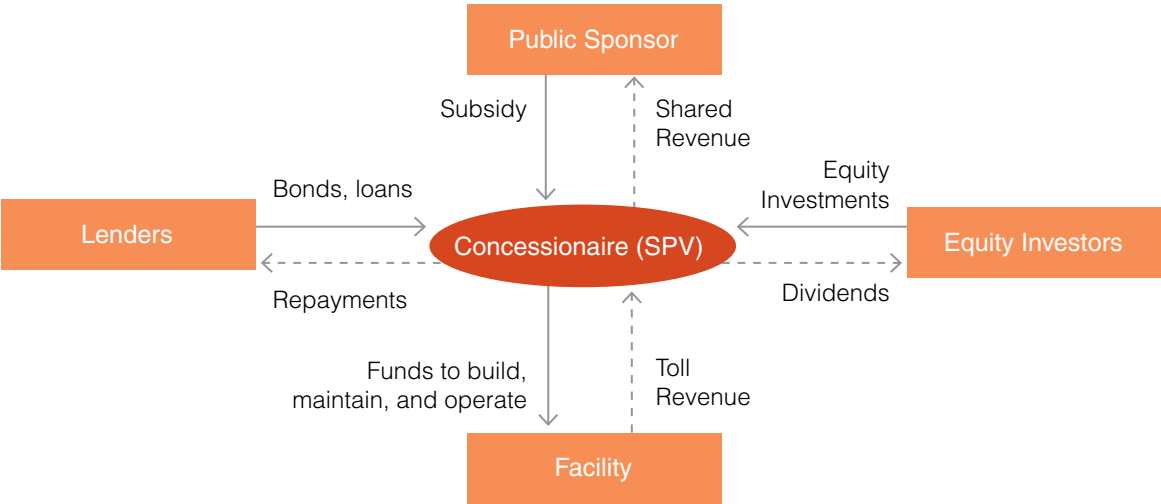 Public Sponsor
Subsidy
Shared
Revenue
Bonds, loans
Equity
Investments
Lenders
Concessionaire (SPV)
Equity Investors
Repayments
Dividends
Funds to build,
maintain, and operate
Toll
Revenue
Facility